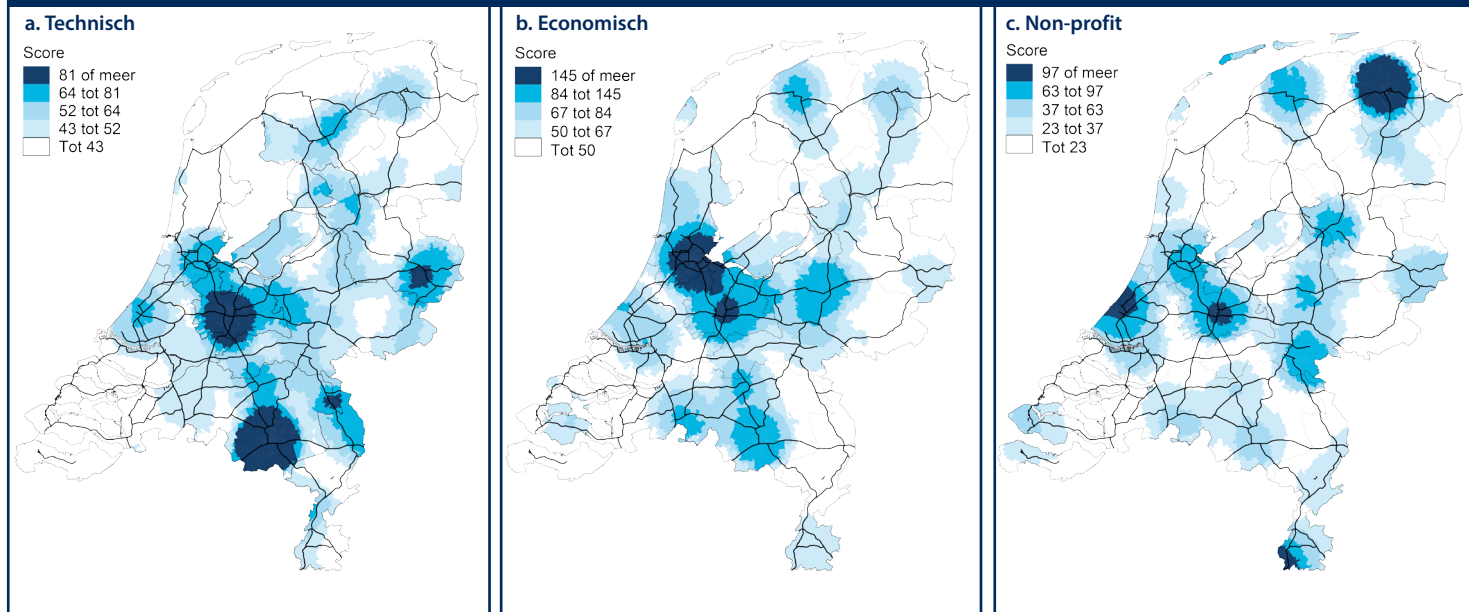 a. Technisch
Score
81 of meer
64 tot 81
52 tot 64
43 tot 52
Tot 43
b. Economisch
Score
145 of meer
84 tot 145
67 tot 84
50 tot 67
Tot 50
c. Non-profit
Score
97 of meer
63 tot 97
37 tot 63
23 tot 37
Tot 23